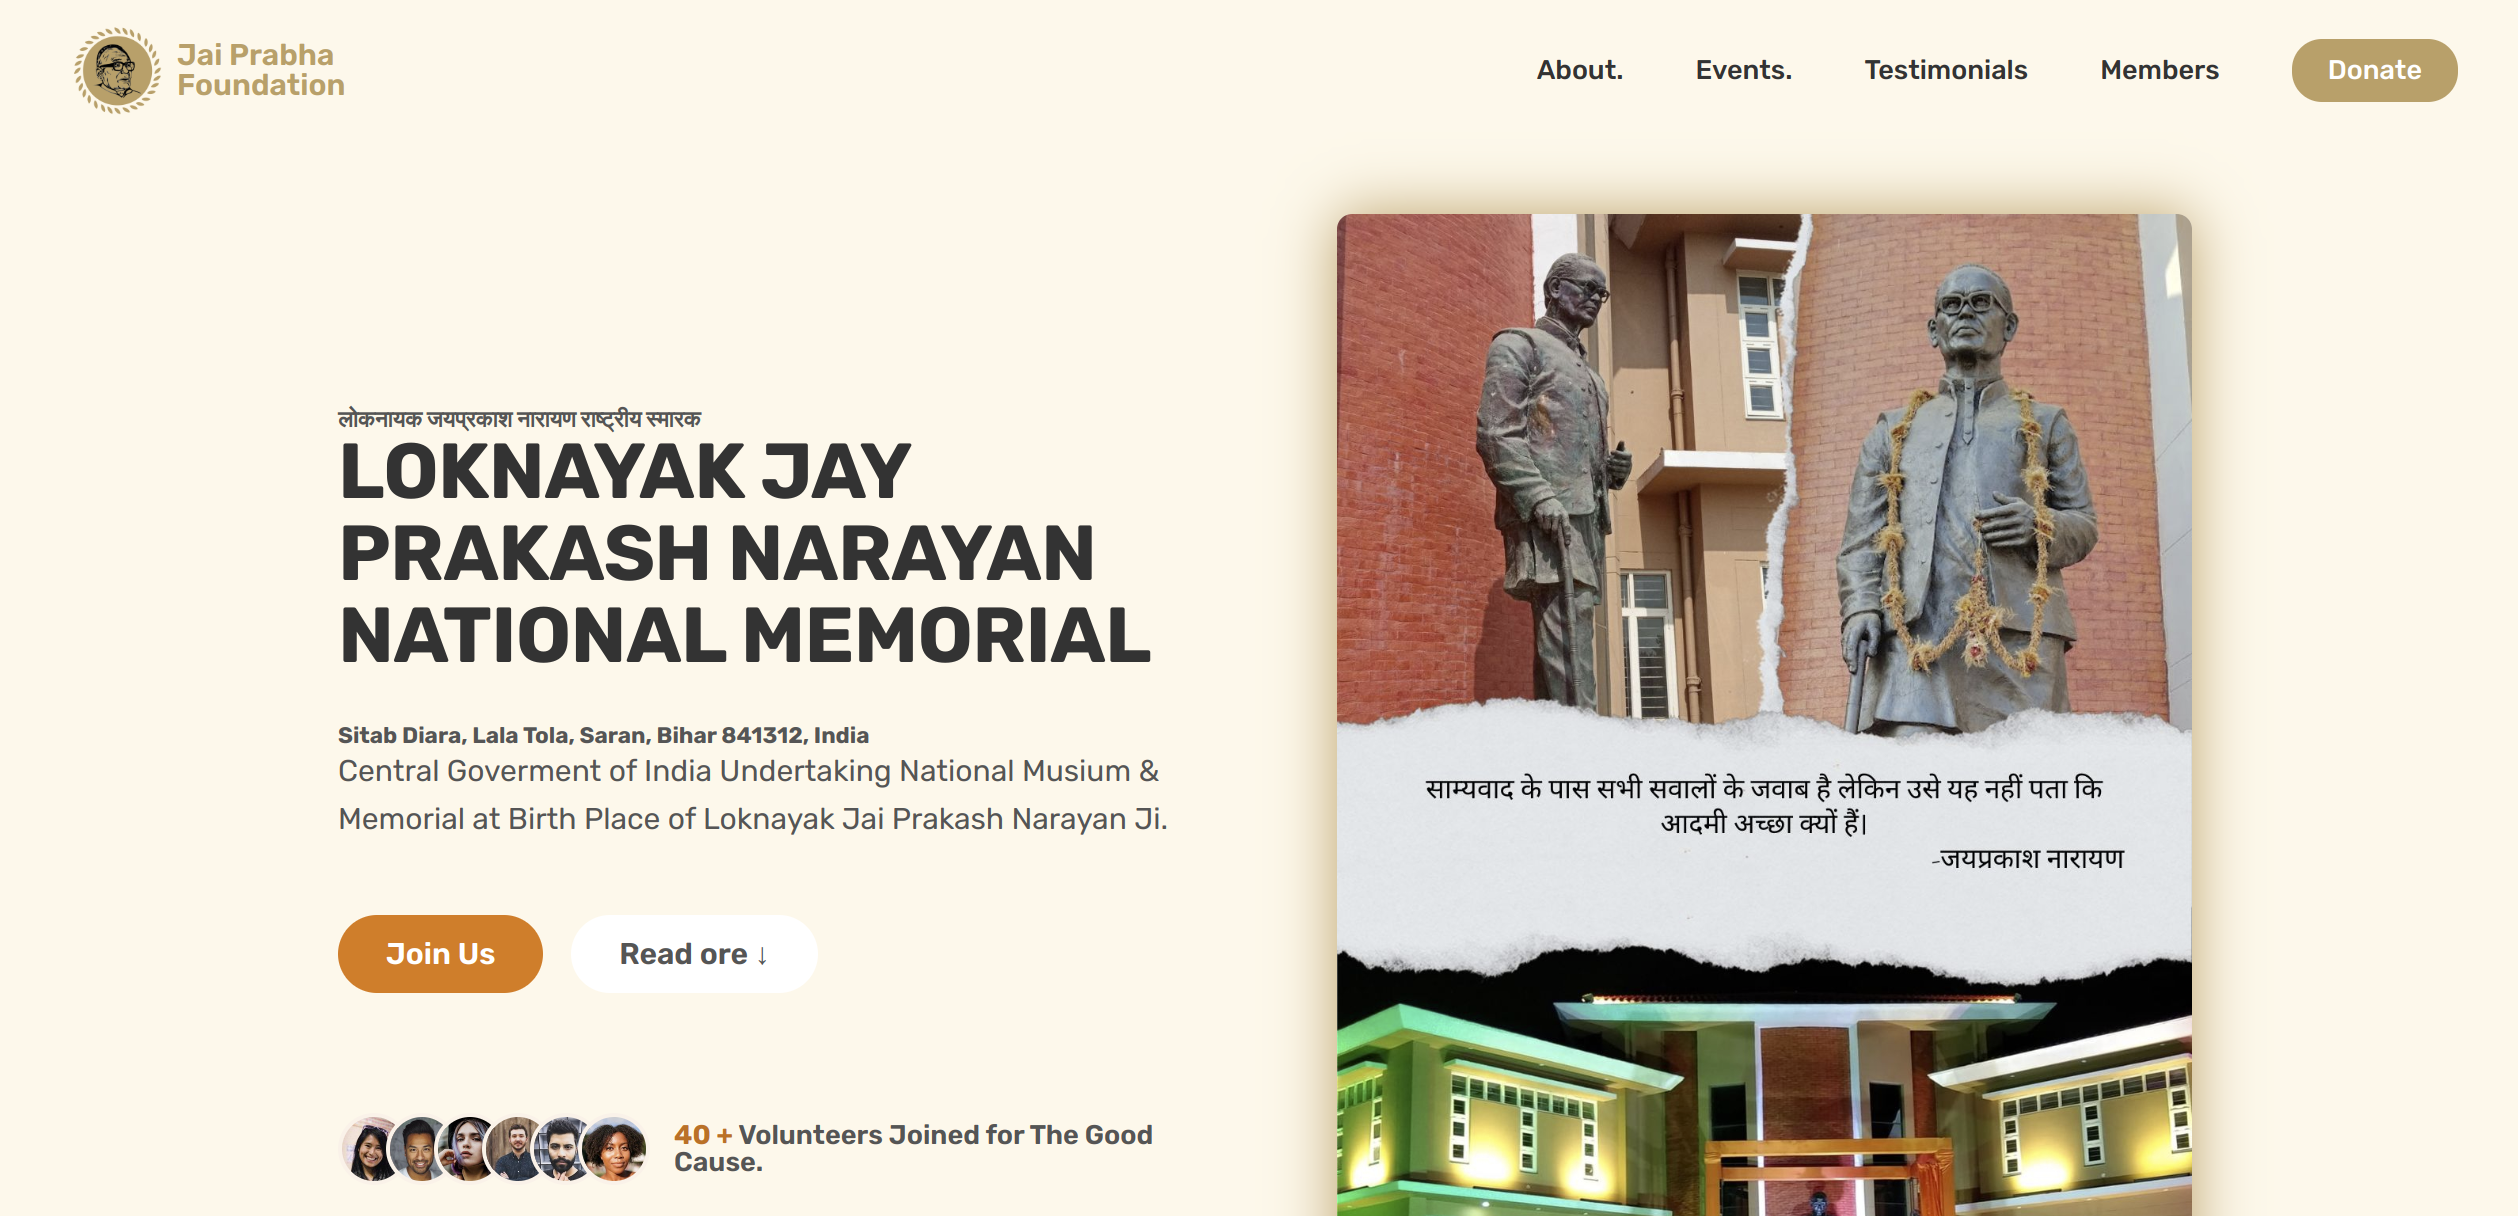 Jai Prabha
Foundation
About.
Events.
Testimonials
Members
Donate
लोकनायक जयप्रकाश नारायण राष्ट्रीय स्मारक
LOKNAYAK JAY
PRAKASH NARAYAN
NATIONAL MEMORIAL
Sitab Diara, Lala Tola, Saran, Bihar 841312, India
Central Goverment of India Undertaking National Musium &
Memorial at Birth Place of Loknayak Jai Prakash Narayan Ji.
Join Us
Read ore ↓
40 + Volunteers Joined for The Good
Cause.
साम्यवाद के पास सभी सवालों के जवाब है लेकिन उसे यह नहीं पता कि
आदमी अच्छा क्यों हैं|
-जयप्रकाश नारायण